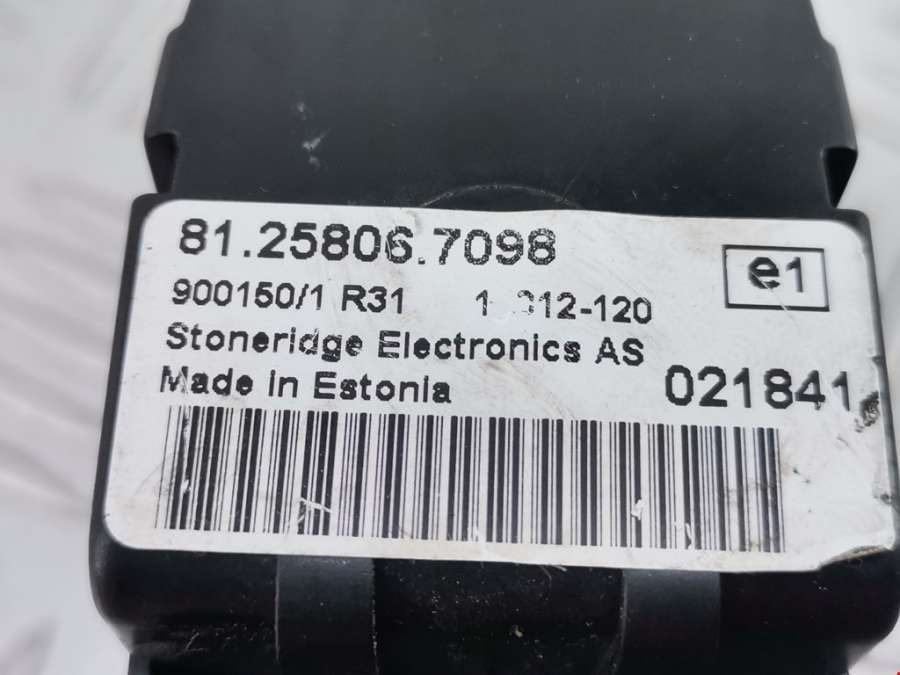 81.25806.7098
e1
900150/1 R31
Stoneridge Electronics AS
Made in Estonia
021841